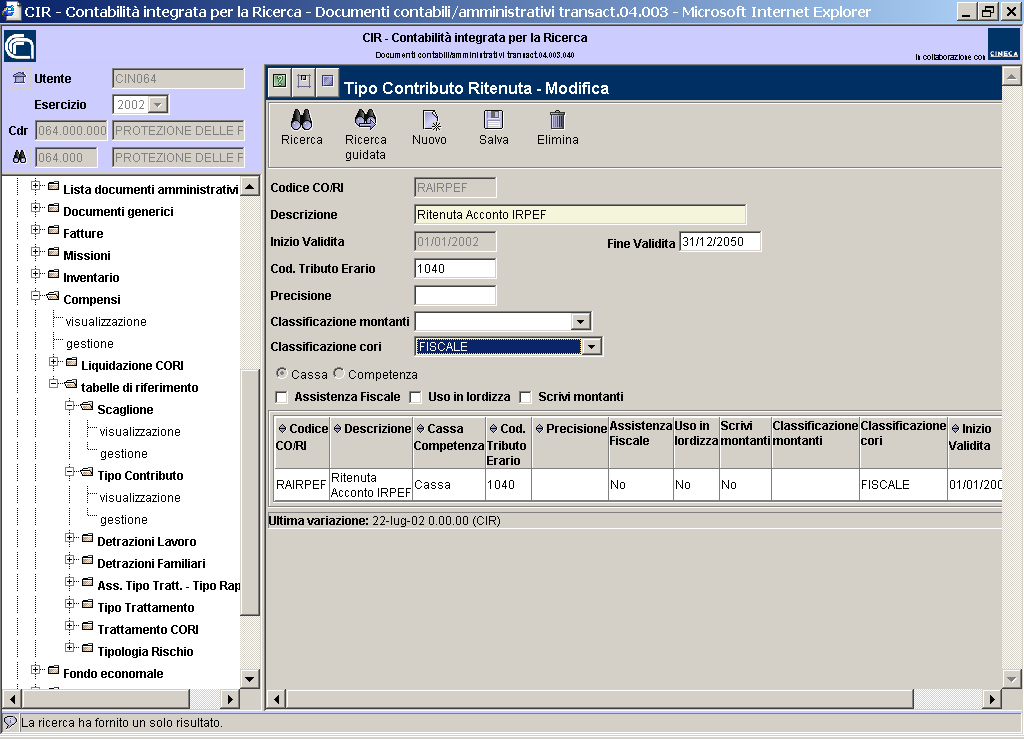 CIR - Contabilità integrata per la Ricerca - Documenti contabili/amministrativi transact.04.003 - Microsoft Internet Explorer
CIR - Contabilità integrata per la Ricerca
Documenti contabili/amministrativi transact.04.003.040
In collaborazione con CINECA
Utente CIN064
Esercizio 2002
Cdr 064.000.000 PROTEZIONE DELLE F
064.000 PROTEZIONE DELLE F
Lista documenti amministrativi
Documenti generici
Fatture
Missioni
Inventario
Compensi
visualizzazione
gestione
Liquidazione CORI
tabelle di riferimento
Scaglione
visualizzazione
gestione
Tipo Contributo
visualizzazione
gestione
Detrazioni Lavoro
Detrazioni Familiari
Ass. Tipo Tratt. - Tipo Rap
Tipo Trattamento
Trattamento CORI
Tipologia Rischio
Fondo economale
Tipo Contributo Ritenuta - Modifica
Ricerca
Ricerca guidata
Nuovo
Salva
Elimina
Codice CO/RI RAIRPEF
Descrizione Ritenuta Acconto IRPEF
Inizio Validita 01/01/2002 Fine Validita 31/12/2050
Cod. Tributo Erario 1040
Precisione
Classificazione montanti
Classificazione cori FISCALE
Cassa Competenza
Assistenza Fiscale Uso in lordizza Scrivi montanti
Codice CO/RI Descrizione Cassa Competenza Cod. Tributo Erario Precisione Assistenza Fiscale Uso in lordizza Scrivi montanti Classificazione montanti Classificazione cori Inizio Validita
RAIRPEF Ritenuta Acconto IRPEF Cassa 1040 No No No FISCALE 01/01/200
Ultima variazione: 22-lug-02 0.00.00 (CIR)
La ricerca ha fornito un solo risultato.